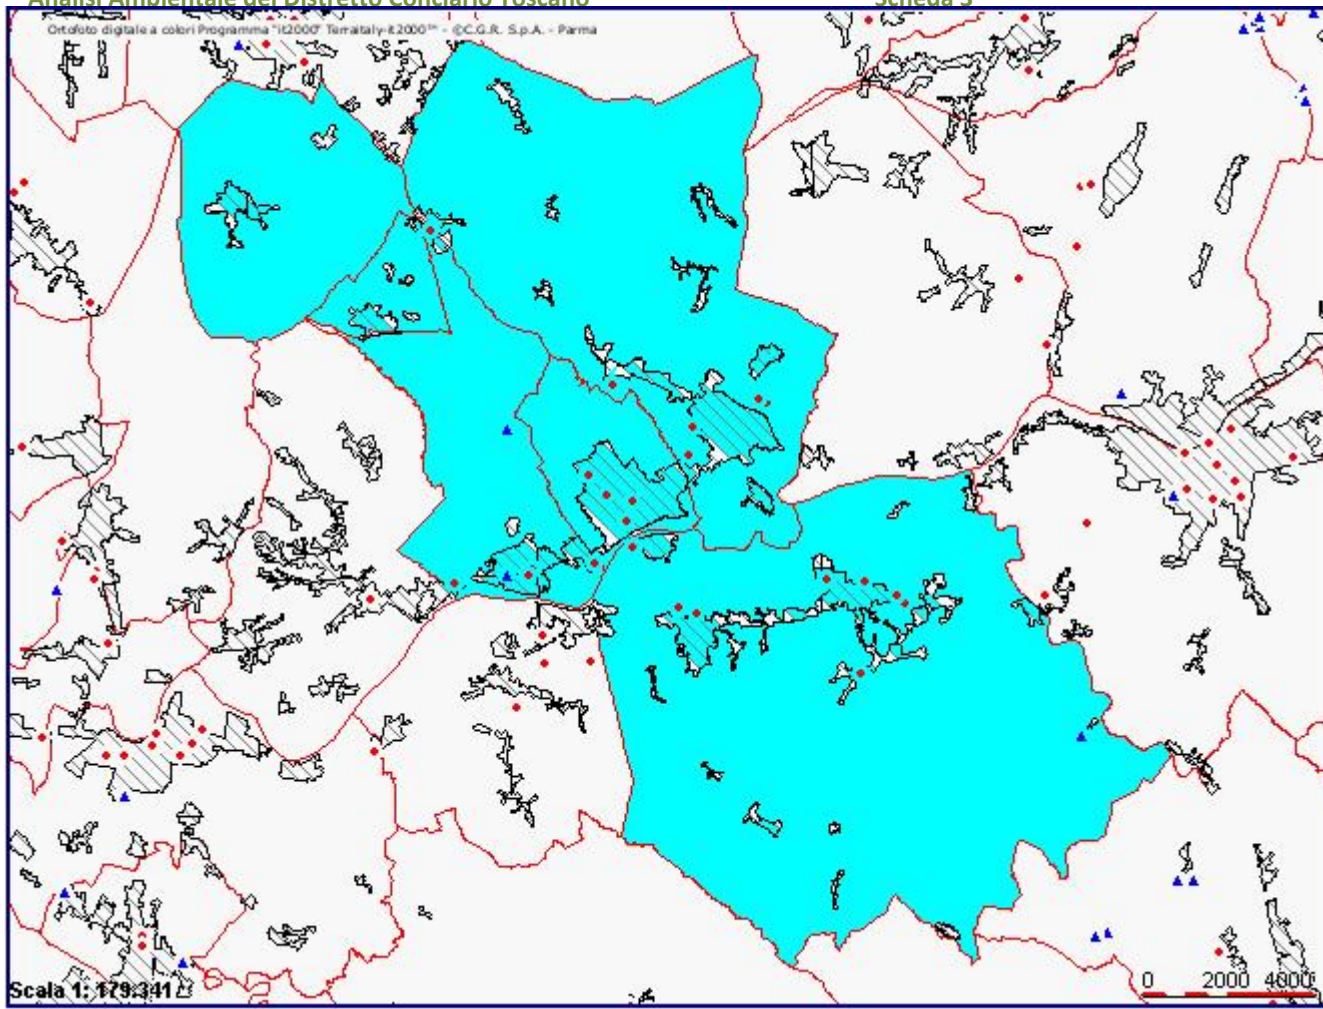 Analisi Ambientale del Distretto Conciario Toscano Scheda 3
Ortofoto digitale a colori Programma "it2000" Terraitaly-it2000™ - ©C.G.R. S.p.A. - Parma
0 2000 4000
Scala 1: 179.341